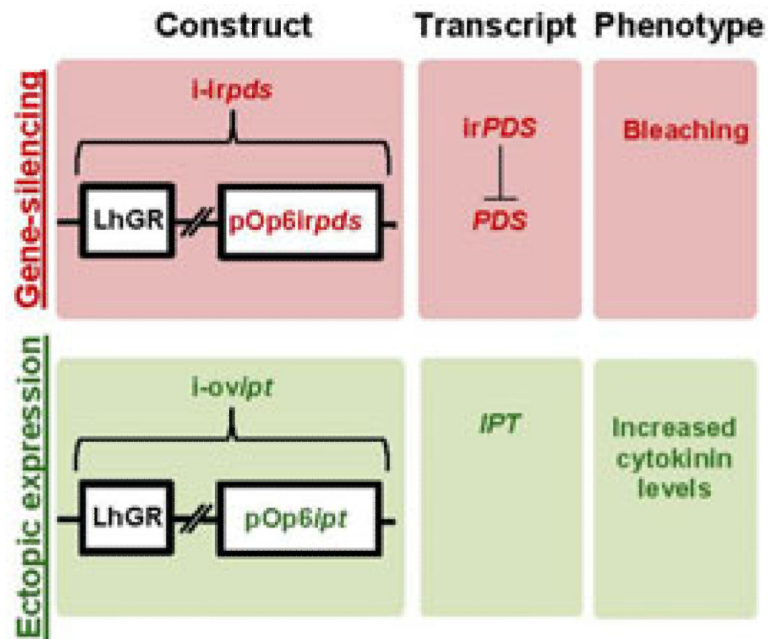 Construct Transcript Phenotype
Gene-silencing
i-irpds
LhGR
pOp6irpds
irPDS
PDS
Bleaching
Ectopic expression
i-ovipt
LhGR
pOp6ipt
IPT
Increased
cytokinin
levels